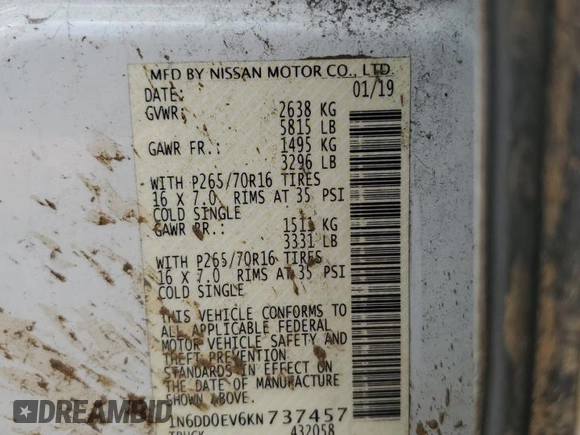 MFD BY NISSAN MOTOR CO., LTD.
DATE: 01/19
GVWR: 2638 KG
5815 LB
GAWR FR.: 1495 KG
3296 LB
WITH P265/70R16 TIRES
16 X 7.0 RIMS AT 35 PSI
COLD SINGLE
GAWR RR.: 1511 KG
3331 LB
WITH P265/70R16 TIRES
16 X 7.0 RIMS AT 35 PSI
COLD SINGLE
THIS VEHICLE CONFORMS TO
ALL APPLICABLE FEDERAL
MOTOR VEHICLE SAFETY AND
THEFT PREVENTION
STANDARDS IN EFFECT ON
THE DATE OF MANUFACTURE
SHOWN ABOVE.
1N6DD0EV6KN737457
TRUCK 432058
AUTOBIDCAR